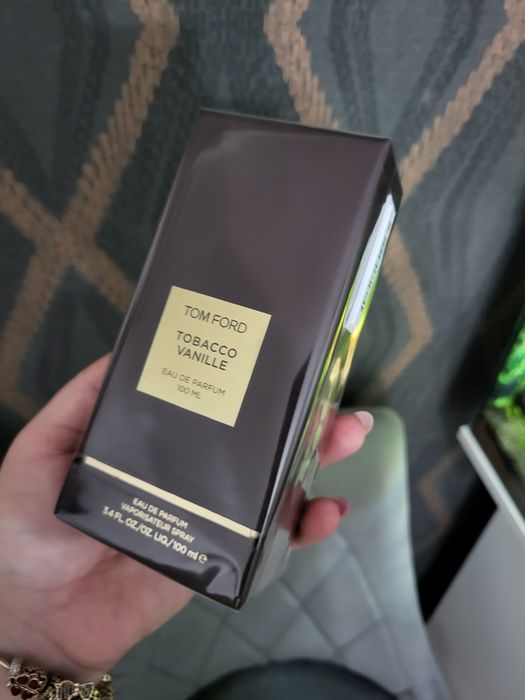 TOM FORD
TOBACCO
VANILLE
EAU DE PARFUM
100 ML
EAU DE PARFUM
VAPORISATEUR SPRAY
3.4 FL. OZ./OZ. LIQ./100 ml ℮